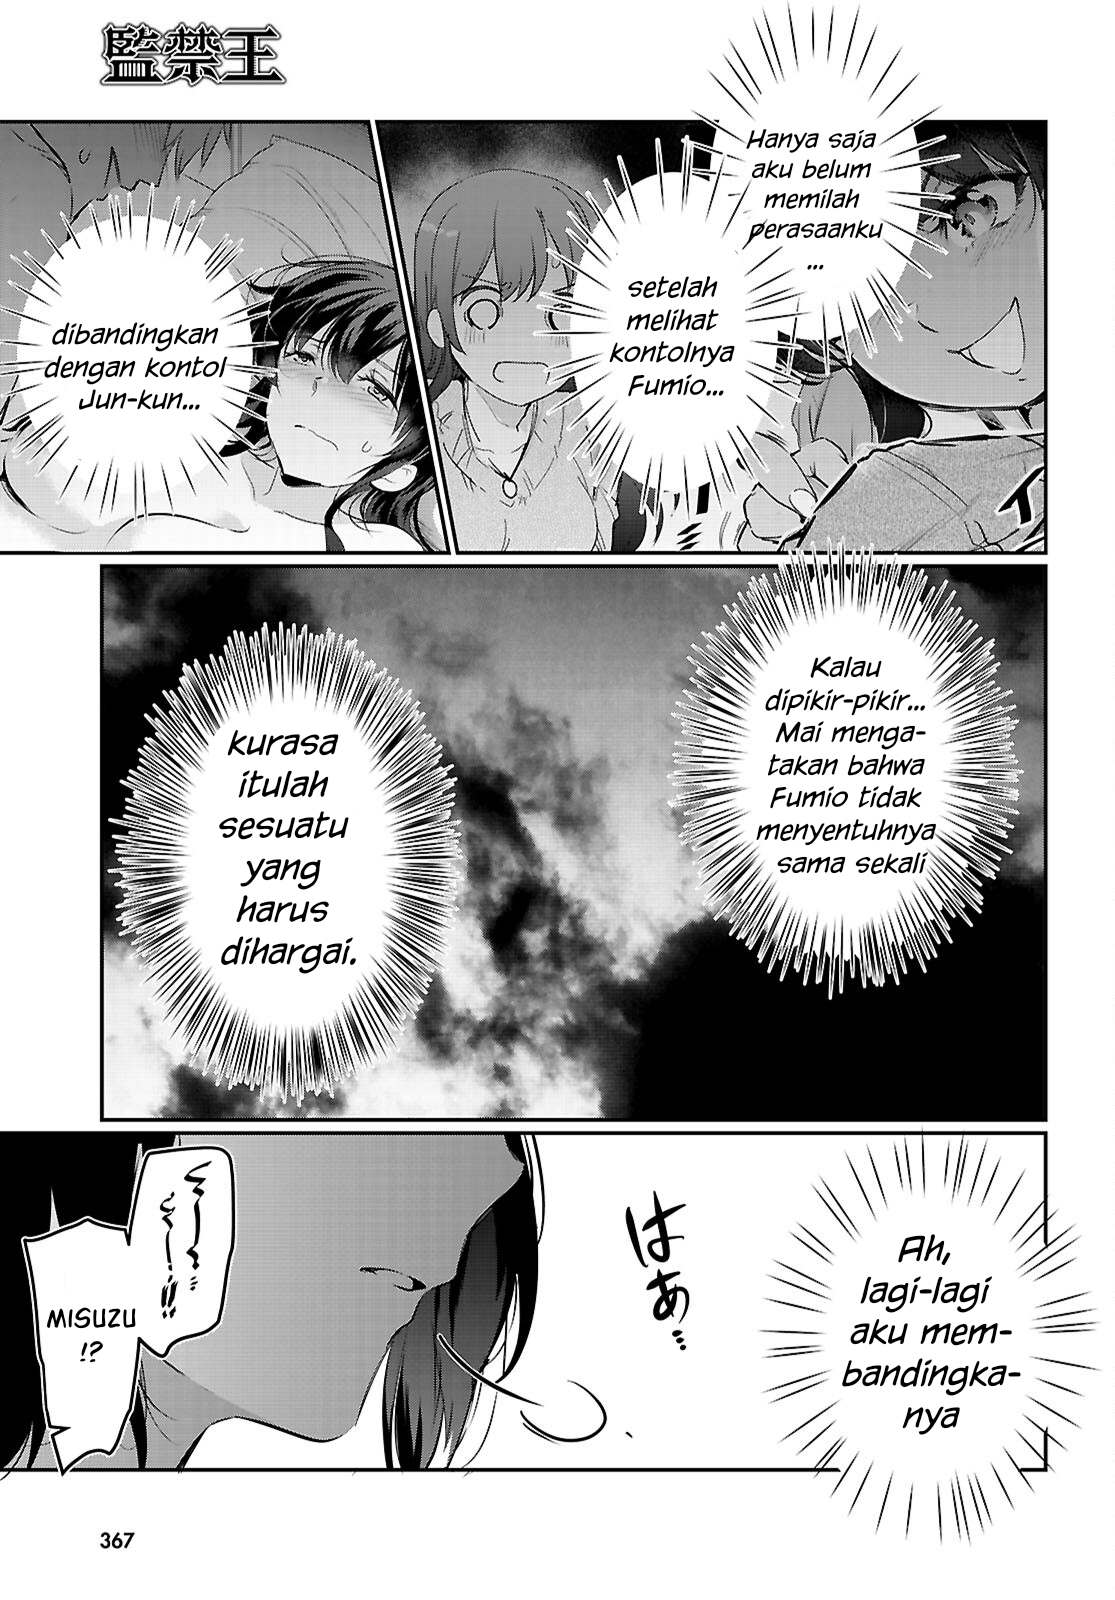 監禁王
Hanya saja
aku belum
memilah
perasaanku
...
setelah
melihat
kontolnya
Fumio...
dibandingkan
dengan kontol
Jun-kun...
Kalau
dipikir-pikir...
Mai menga-
takan bahwa
Fumio tidak
menyentuhnya
sama sekali
kurasa
itulah
sesuatu
yang
harus
dihargai.
Ah,
lagi-lagi
aku mem-
bandingka-
nya
はあ…
MISUZU
!?
367